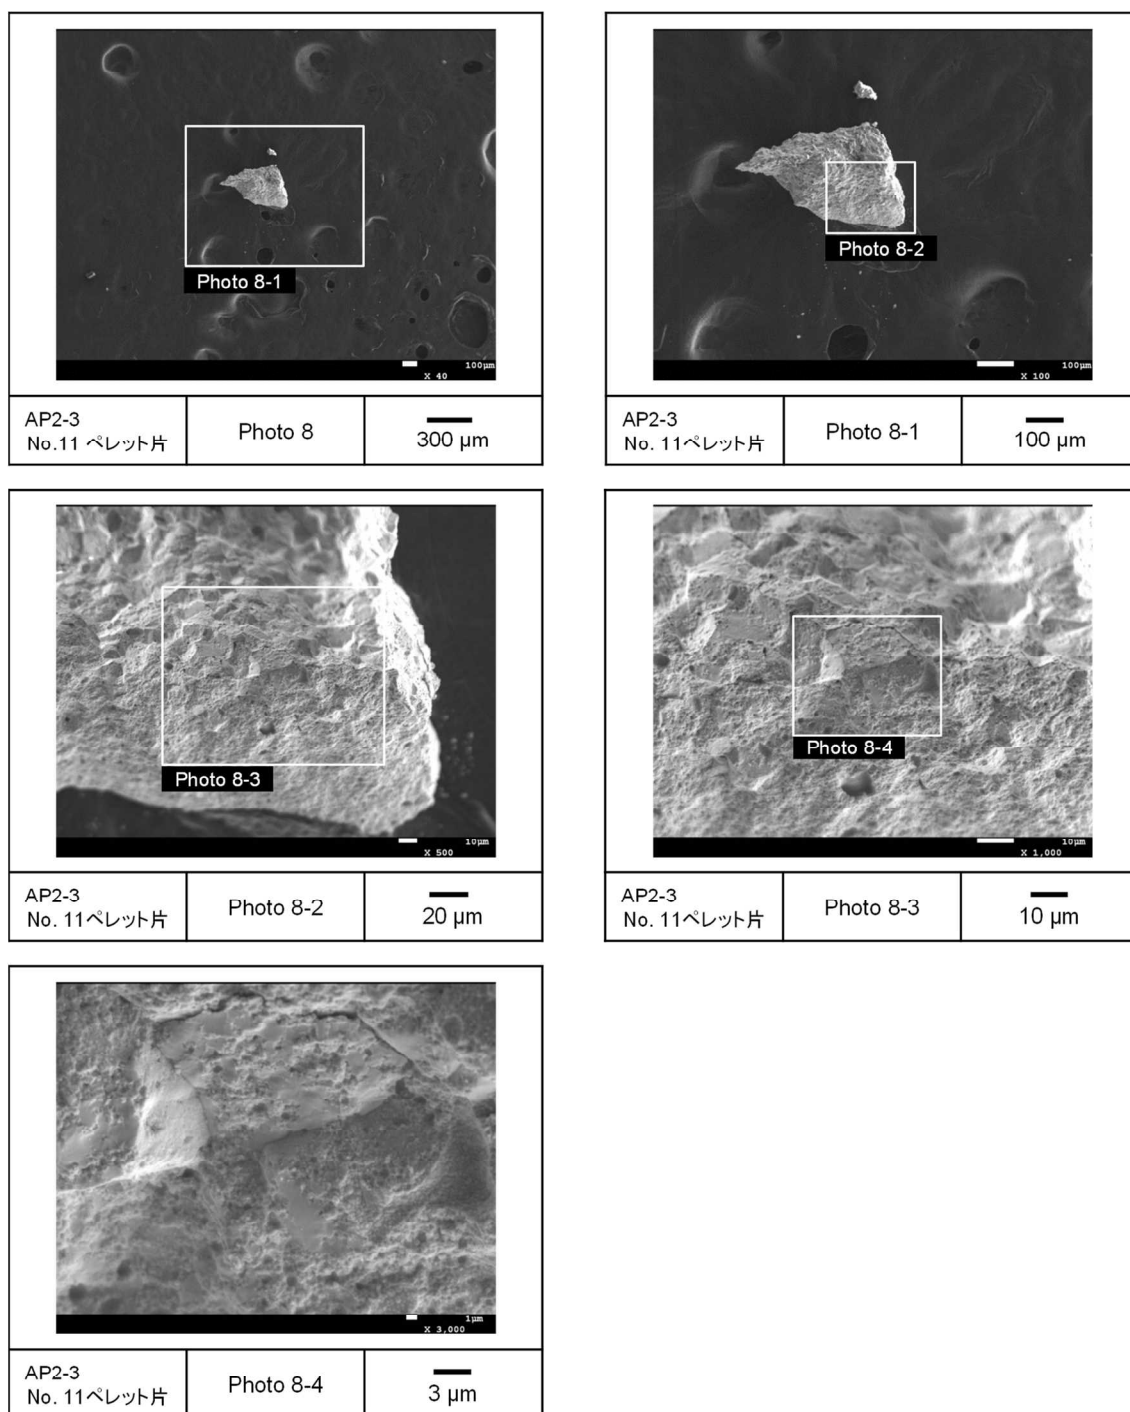 Photo 8-1
100μm
X 40
AP2-3
No.11 ペレット片
Photo 8
300 μm
Photo 8-2
100μm
X 100
AP2-3
No. 11 ペレット片
Photo 8-1
100 μm
Photo 8-3
10μm
X 500
AP2-3
No. 11ペレット片
Photo 8-2
20 μm
Photo 8-4
10μm
X 1,000
AP2-3
No. 11ペレット片
Photo 8-3
10 μm
1μm
X 3,000
AP2-3
No. 11ペレット片
Photo 8-4
3 μm